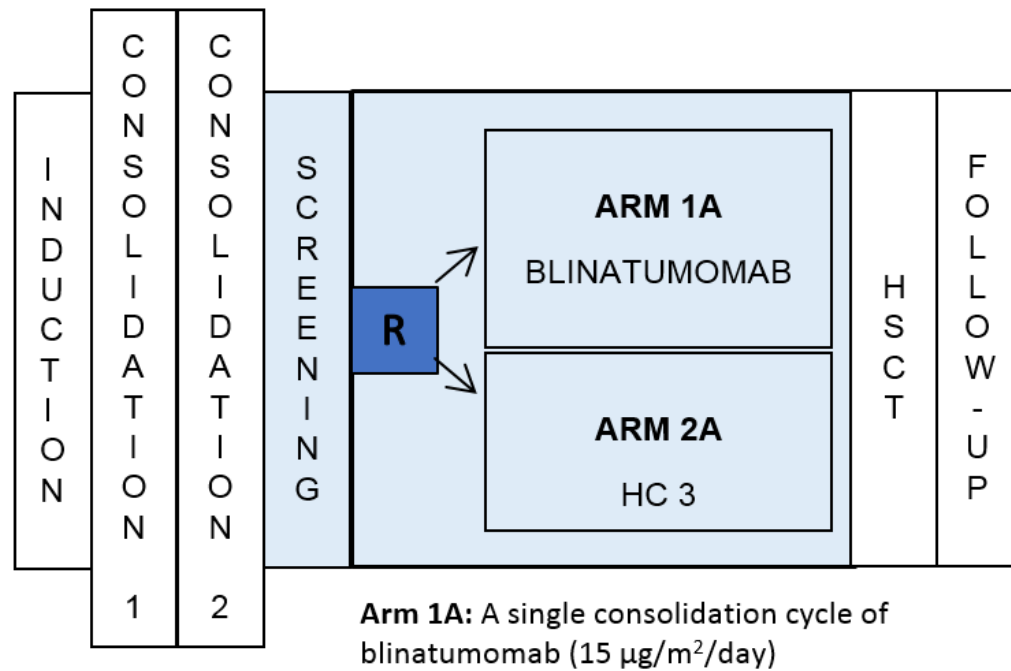 INDUCTION
CONSOLIDATION 1
CONSOLIDATION 2
SCREENING
R
ARM 1A
BLINATUMOMAB
ARM 2A
HC 3
HSCT
FOLLOW-UP
Arm 1A: A single consolidation cycle of
blinatumomab (15 µg/m²/day)